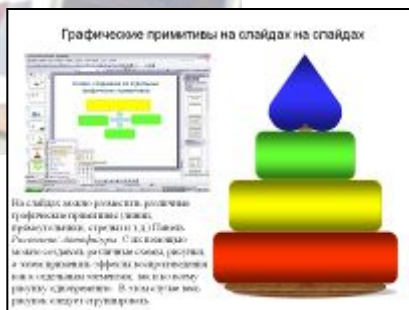 Графические примитивы на слайдах на слайдах
На слайдах можно разместить различные
графические примитивы (линии,
прямоугольники, стрелки и т.д.) Панель
Рисование/Автофигуры. С их помощью
можно создавать различные схемы, рисунки,
а затем применять эффекты воспроизведения
как к отдельным элементам, так и ко всему
рисунку одновременно. В этом случае весь
рисунок следует сгруппировать.